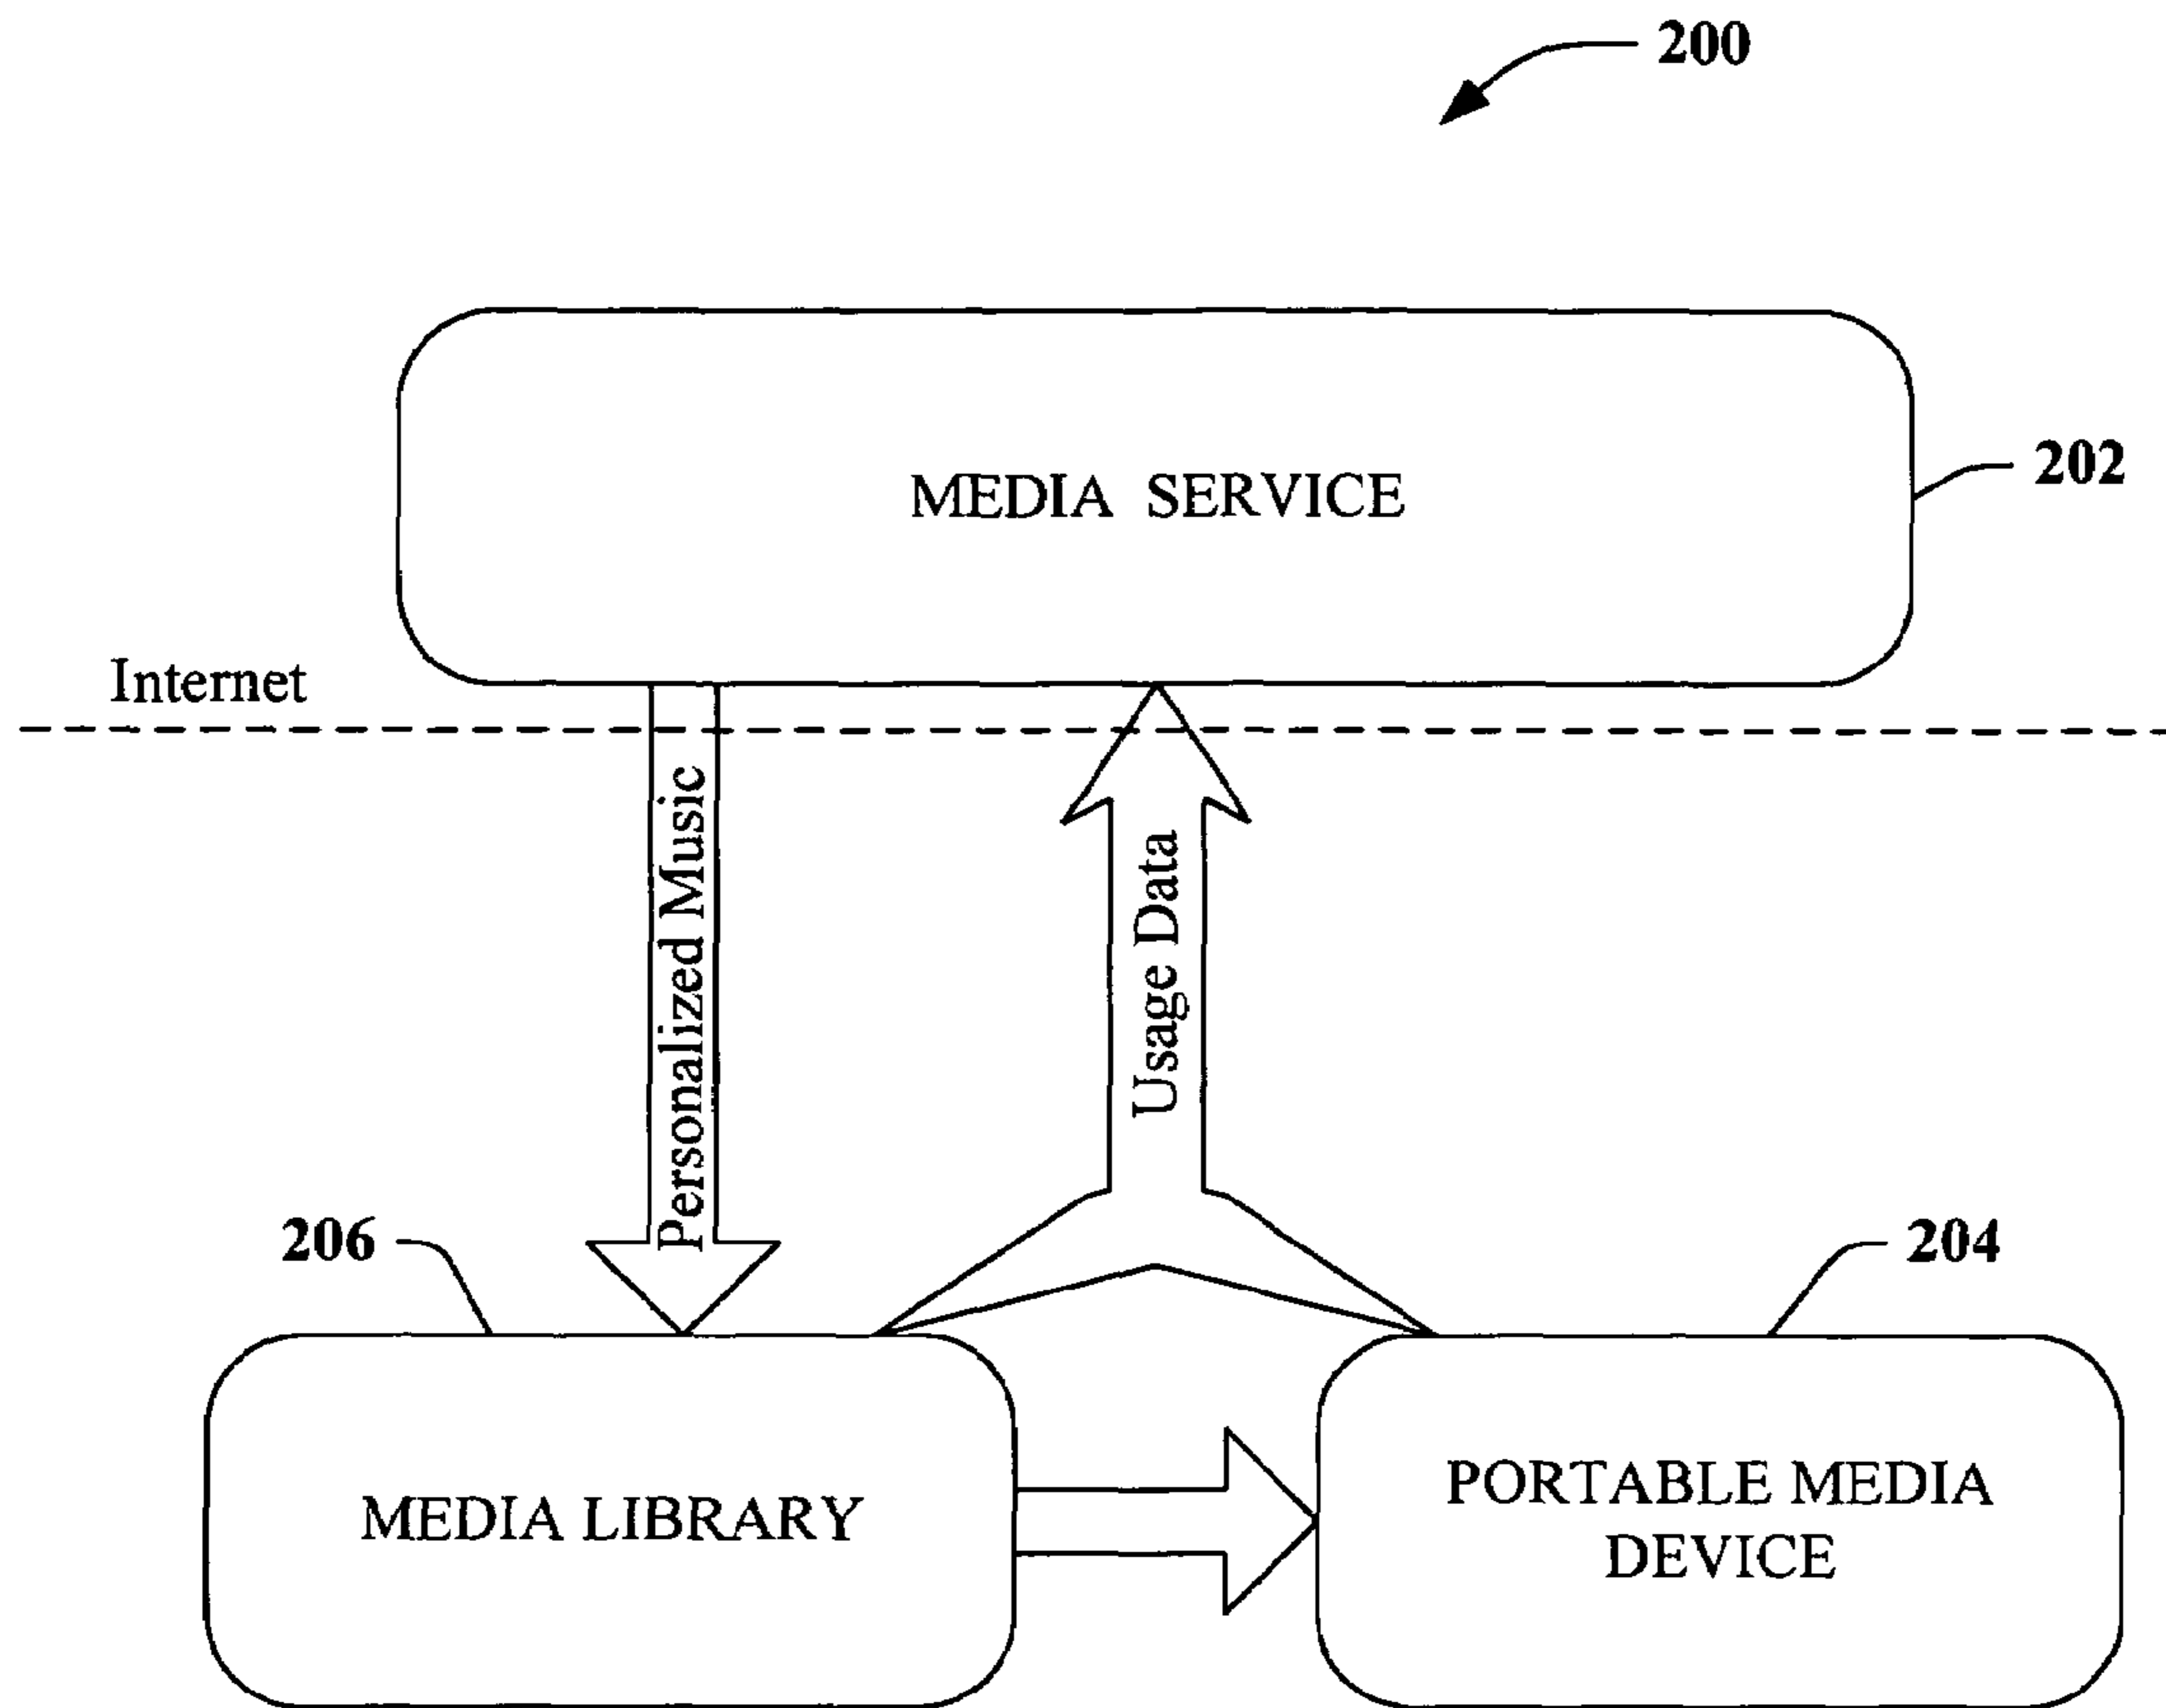 200
MEDIA SERVICE
202
Internet
Personalized Music
Usage Data
206
204
MEDIA LIBRARY
PORTABLE MEDIA
DEVICE